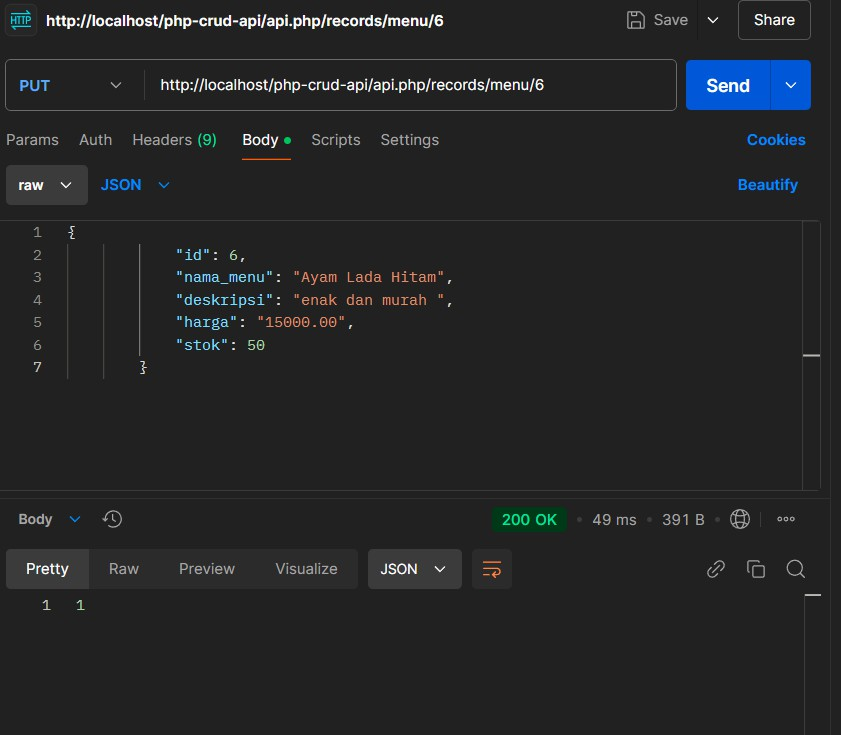 HTTP http://localhost/php-crud-api/api.php/records/menu/6 Save Share
PUT http://localhost/php-crud-api/api.php/records/menu/6 Send
Params Auth Headers (9) Body Scripts Settings Cookies
raw JSON Beautify
1 {
2 "id": 6,
3 "nama_menu": "Ayam Lada Hitam",
4 "deskripsi": "enak dan murah ",
5 "harga": "15000.00",
6 "stok": 50
7 }
Body 200 OK • 49 ms • 391 B •
Pretty Raw Preview Visualize JSON
1 1